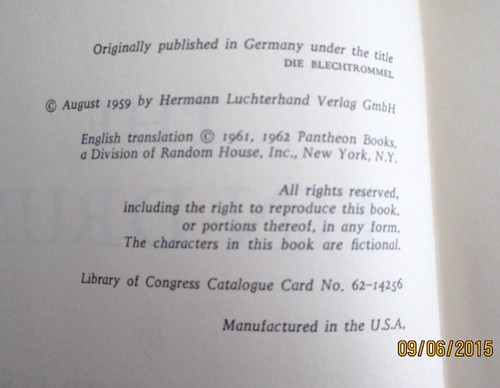 Originally published in Germany under the title
DIE BLECHTROMMEL
© August 1959 by Hermann Luchterhand Verlag GmbH
English translation © 1961, 1962 Pantheon Books,
a Division of Random House, Inc., New York, N.Y.
All rights reserved,
including the right to reproduce this book,
or portions thereof, in any form.
The characters in this book are fictional.
Library of Congress Catalogue Card No. 62-14256
Manufactured in the U.S.A.
09/06/2015